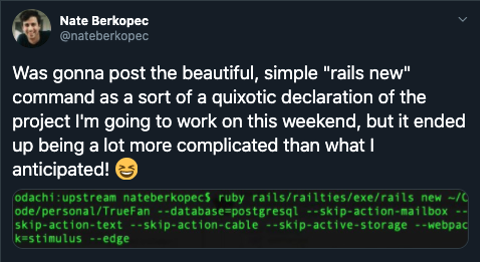 Nate Berkopec
@nateberkopec
Was gonna post the beautiful, simple "rails new"
command as a sort of a quixotic declaration of the
project I'm going to work on this weekend, but it ended
up being a lot more complicated than what I
anticipated! 😆
odachi:upstream nateberkopec$ ruby rails/railties/exe/rails new ~/C
ode/personal/TrueFan --database=postgresql --skip-action-mailbox --
skip-action-text --skip-action-cable --skip-active-storage --webpac
k=stimulus --edge